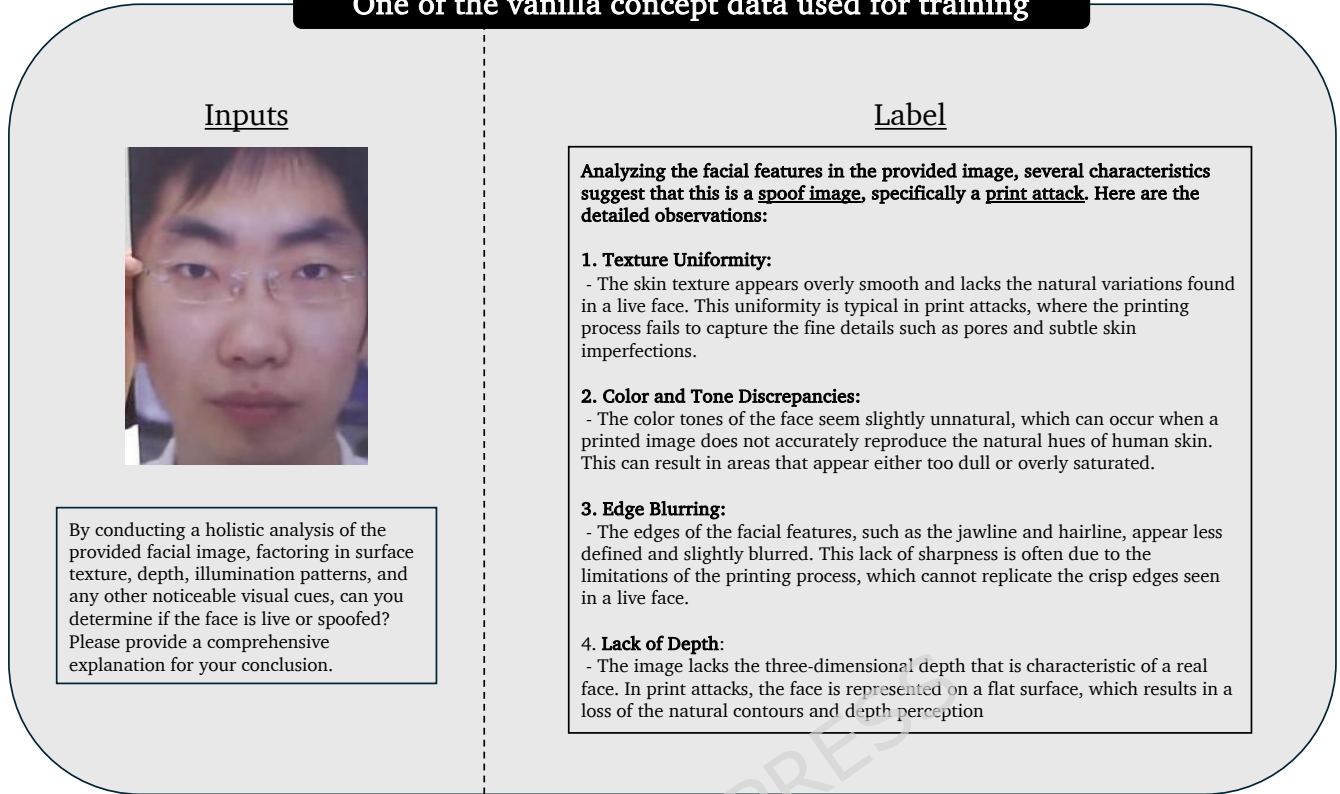 One of the vanilla concept data used for training
Inputs
By conducting a holistic analysis of the
provided facial image, factoring in surface
texture, depth, illumination patterns, and
any other noticeable visual cues, can you
determine if the face is live or spoofed?
Please provide a comprehensive
explanation for your conclusion.
Label
Analyzing the facial features in the provided image, several characteristics
suggest that this is a spoof image, specifically a print attack. Here are the
detailed observations:
1. Texture Uniformity:
- The skin texture appears overly smooth and lacks the natural variations found
in a live face. This uniformity is typical in print attacks, where the printing
process fails to capture the fine details such as pores and subtle skin
imperfections.
2. Color and Tone Discrepancies:
- The color tones of the face seem slightly unnatural, which can occur when a
printed image does not accurately reproduce the natural hues of human skin.
This can result in areas that appear either too dull or overly saturated.
3. Edge Blurring:
- The edges of the facial features, such as the jawline and hairline, appear less
defined and slightly blurred. This lack of sharpness is often due to the
limitations of the printing process, which cannot replicate the crisp edges seen
in a live face.
4. Lack of Depth:
- The image lacks the three-dimensional depth that is characteristic of a real
face. In print attacks, the face is represented on a flat surface, which results in a
loss of the natural contours and depth perception
PRESS